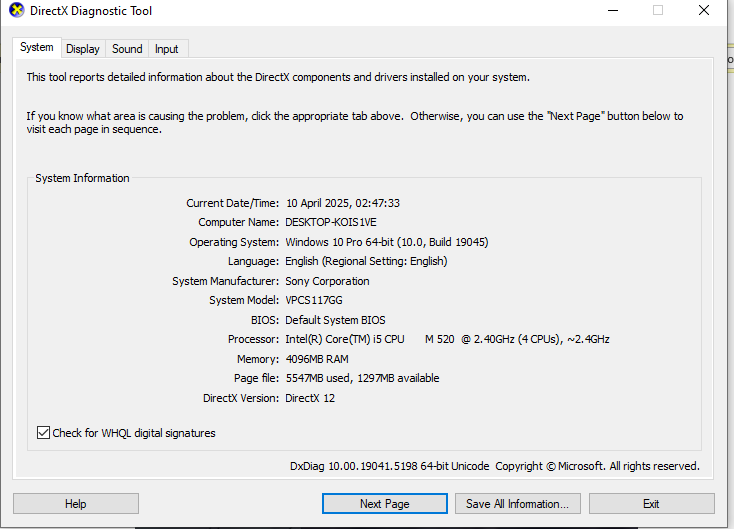 DirectX Diagnostic Tool
System Display Sound Input
This tool reports detailed information about the DirectX components and drivers installed on your system.
If you know what area is causing the problem, click the appropriate tab above. Otherwise, you can use the "Next Page" button below to
visit each page in sequence.
System Information
Current Date/Time: 10 April 2025, 02:47:33
Computer Name: DESKTOP-KOIS1VE
Operating System: Windows 10 Pro 64-bit (10.0, Build 19045)
Language: English (Regional Setting: English)
System Manufacturer: Sony Corporation
System Model: VPCS117GG
BIOS: Default System BIOS
Processor: Intel(R) Core(TM) i5 CPU M 520 @ 2.40GHz (4 CPUs), ~2.4GHz
Memory: 4096MB RAM
Page file: 5547MB used, 1297MB available
DirectX Version: DirectX 12
Check for WHQL digital signatures
DxDiag 10.00.19041.5198 64-bit Unicode Copyright © Microsoft. All rights reserved.
Help Next Page Save All Information... Exit